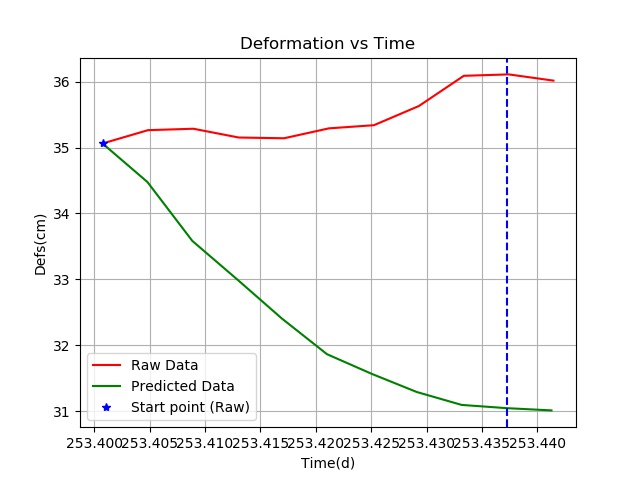 Deformation vs Time
36
35
34
33
32
31
Defs(cm)
Raw Data
Predicted Data
Start point (Raw)
253.400 253.405 253.410 253.415 253.420 253.425 253.430 253.435 253.440
Time(d)